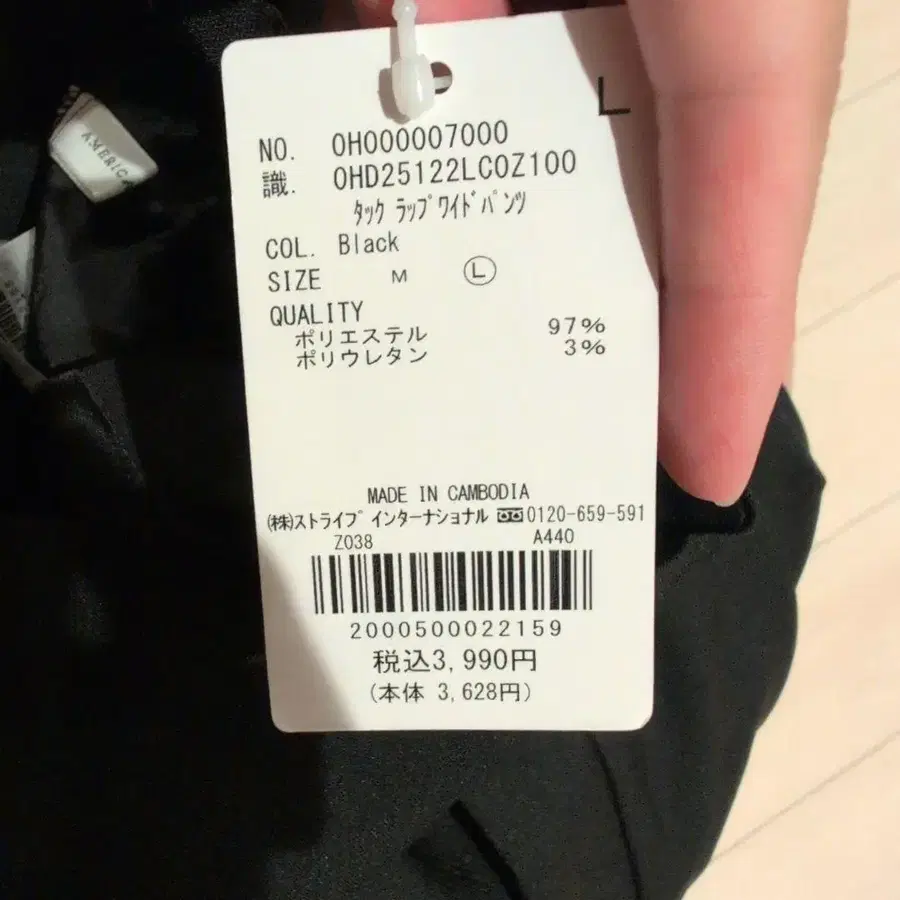 L
NO. 0H000007000
識. 0HD25122LC0Z100
ﾀｯｸ ﾗｯﾌﾟﾜｲﾄﾞﾊﾟﾝﾂ
COL. Black
SIZE M Ⓛ
QUALITY
ポリエステル 97%
ポリウレタン 3%
MADE IN CAMBODIA
㈱ストライプ インターナショナル 0120-659-591
Z038 A440
2000500022159
税込3,990円
(本体 3,628円)